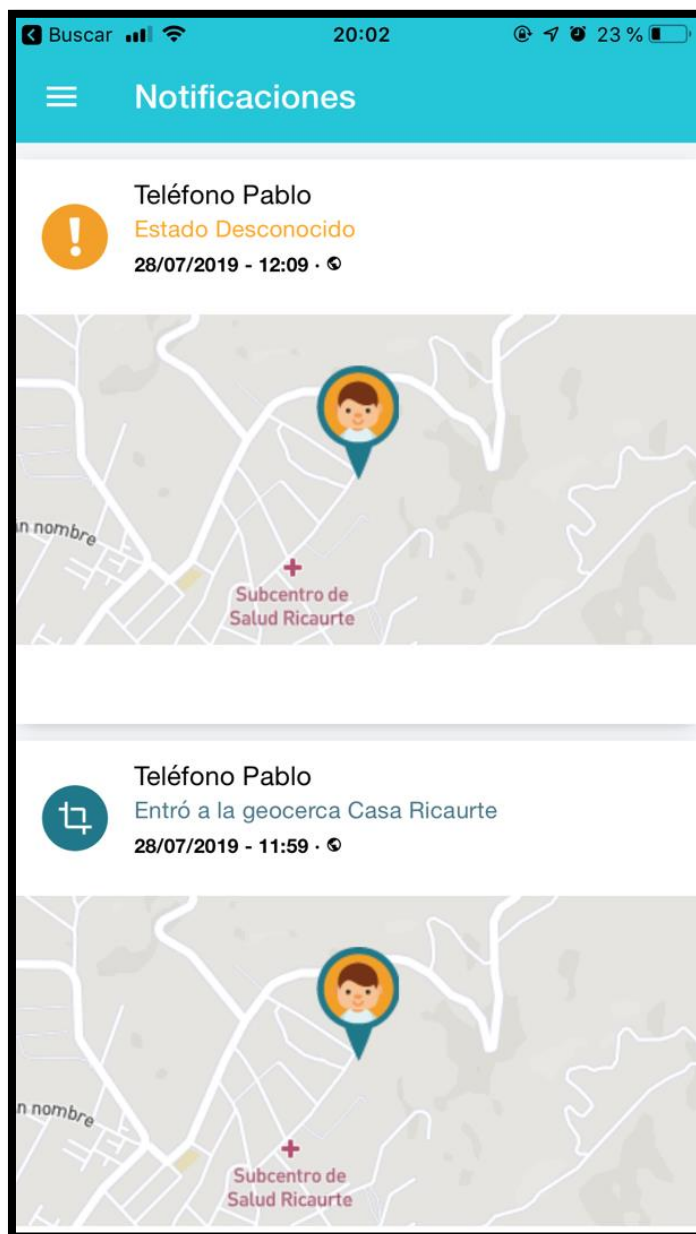 Buscar 20:02 23 %
Notificaciones
Teléfono Pablo
Estado Desconocido
28/07/2019 - 12:09 ·
n nombre
Subcentro de
Salud Ricaurte
Teléfono Pablo
Entró a la geocerca Casa Ricaurte
28/07/2019 - 11:59 ·
n nombre
Subcentro de
Salud Ricaurte